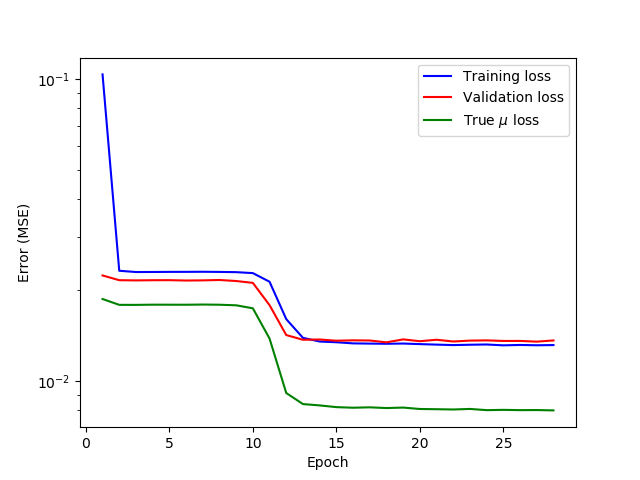 Training loss
Validation loss
True μ loss
10⁻¹
10⁻²
Error (MSE)
0 5 10 15 20 25
Epoch